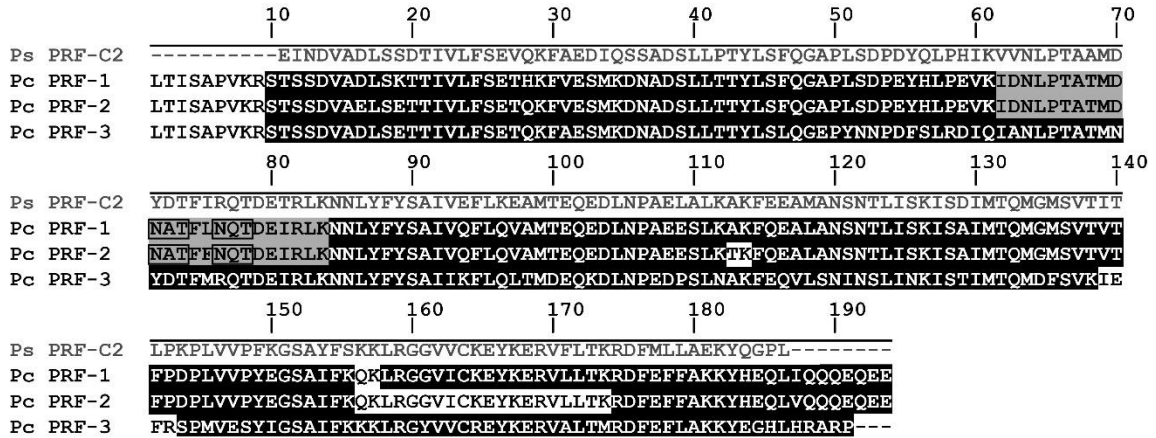 10 20 30 40 50 60 70
Ps PRF-C2 ---------EINDVADLSSDTIVLFSEVQKFAEDIQSSADSLLPTYLSFQGAPLSDPDYQLPHIKVVNLPTAAMD
Pc PRF-1 LTISAPVKRSTSSDVADLSKTTIVLFSETHKFVESMKDNADSLLTTYLSFQGAPLSDPEYHLPEVKIDNLPTATMD
Pc PRF-2 LTISAPVKRSTSSDVAELSETTIVLFSETQKFVESMKDNADSLLTTYLSFQGAPLSDPEYHLPEVKIDNLPTATMD
Pc PRF-3 LTISAPVKRSTSSDVADLSETTIVLFSETQKFAESMKDNADSLLTTYLSLQGEPYNNPDFSLRDIQIANLPTATMN
80 90 100 110 120 130 140
Ps PRF-C2 YDTFIRQTDETRLKNNLYFYSAIVEFLKEAMTEQEDLNPAELALKAKFEEAMANSNTLISKISDIMTQMGMSVTIT
Pc PRF-1 NATFLNQTDEIRLKNNLYFYSAIVQFLQVAMTEQEDLNPAEESLKAKFQEALANSNTLISKISAIMTQMGMSVTVT
Pc PRF-2 NATFFNQTDEIRLKNNLYFYSAIVQFLQVAMTEQEDLNPAEESLKTKFQEALANSNTLISKISAIMTQMGMSVTVT
Pc PRF-3 YDTFMRQTDEIRLKNNLYFYSAIIKFLQLTMDEQKDLNPEDPSLNAKFEQVLSNINSLINKISTIMTQMDFSVKIE
150 160 170 180 190
Ps PRF-C2 LPKPLVVPFKGSAYFSKKLRGGVVCKEYKERVFLTKRDFMLLAEKYQGPL--------
Pc PRF-1 FPDPLVVPYEGSAIFKQKLRGGVICKEYKERVLLTKRDFEFFAKKYHEQLIQQQEQEE
Pc PRF-2 FPDPLVVPYEGSAIFKQKLRGGVICKEYKERVLLTKRDFEFFAKKYHEQLVQQQEQEE
Pc PRF-3 FRSPMVESYIGSAIFKKKLRGYVVCREYKERVALTMRDFEFLAKKYEGHLHRARP---